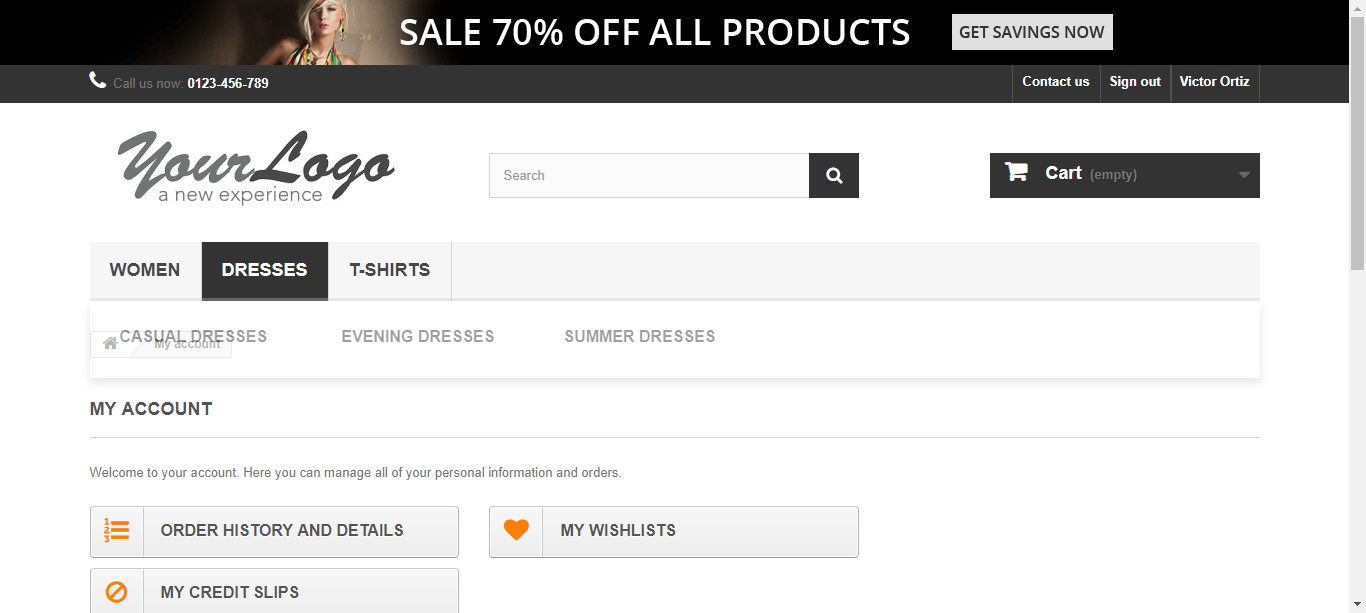 SALE 70% OFF ALL PRODUCTS GET SAVINGS NOW
Call us now: 0123-456-789 Contact us Sign out Victor Ortiz
YourLogo
a new experience
Search
Cart (empty)
WOMEN DRESSES T-SHIRTS
CASUAL DRESSES EVENING DRESSES SUMMER DRESSES
My account
MY ACCOUNT
Welcome to your account. Here you can manage all of your personal information and orders.
ORDER HISTORY AND DETAILS MY WISHLISTS
MY CREDIT SLIPS